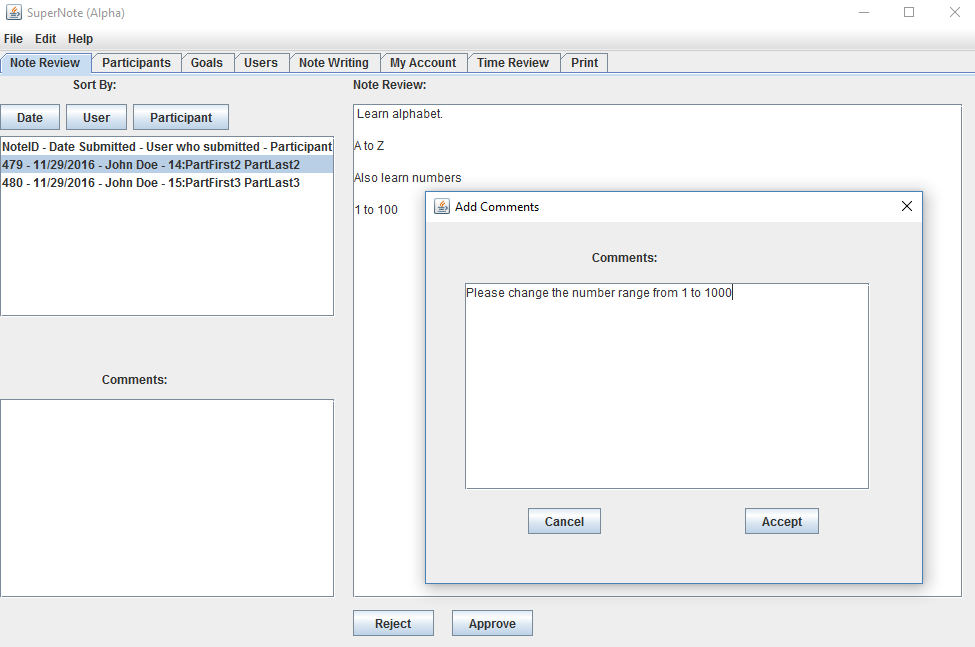 SuperNote (Alpha)
File Edit Help
Note Review Participants Goals Users Note Writing My Account Time Review Print
Sort By:
Date User Participant
NoteID - Date Submitted - User who submitted - Participant
479 - 11/29/2016 - John Doe - 14:PartFirst2 PartLast2
480 - 11/29/2016 - John Doe - 15:PartFirst3 PartLast3
Comments:
Note Review:
Learn alphabet.
A to Z
Also learn numbers
1 to 100
Reject Approve
Add Comments
Comments:
Please change the number range from 1 to 1000
Cancel Accept